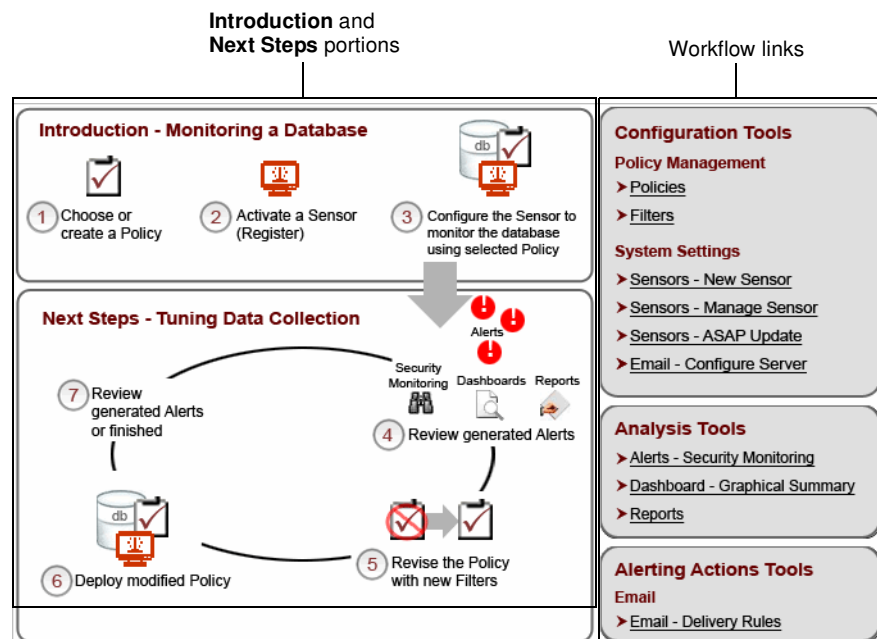 Introduction and
Next Steps portions
Workflow links
Introduction - Monitoring a Database
db
1 Choose or
create a Policy
2 Activate a Sensor
(Register)
3 Configure the Sensor to
monitor the database
using selected Policy
Next Steps - Tuning Data Collection
Alerts
Security
Monitoring
Dashboards
Reports
4 Review generated Alerts
7 Review
generated Alerts
or finished
db
6 Deploy modified Policy
5 Revise the Policy
with new Filters
Configuration Tools
Policy Management
Policies
Filters
System Settings
Sensors - New Sensor
Sensors - Manage Sensor
Sensors - ASAP Update
Email - Configure Server
Analysis Tools
Alerts - Security Monitoring
Dashboard - Graphical Summary
Reports
Alerting Actions Tools
Email
Email - Delivery Rules